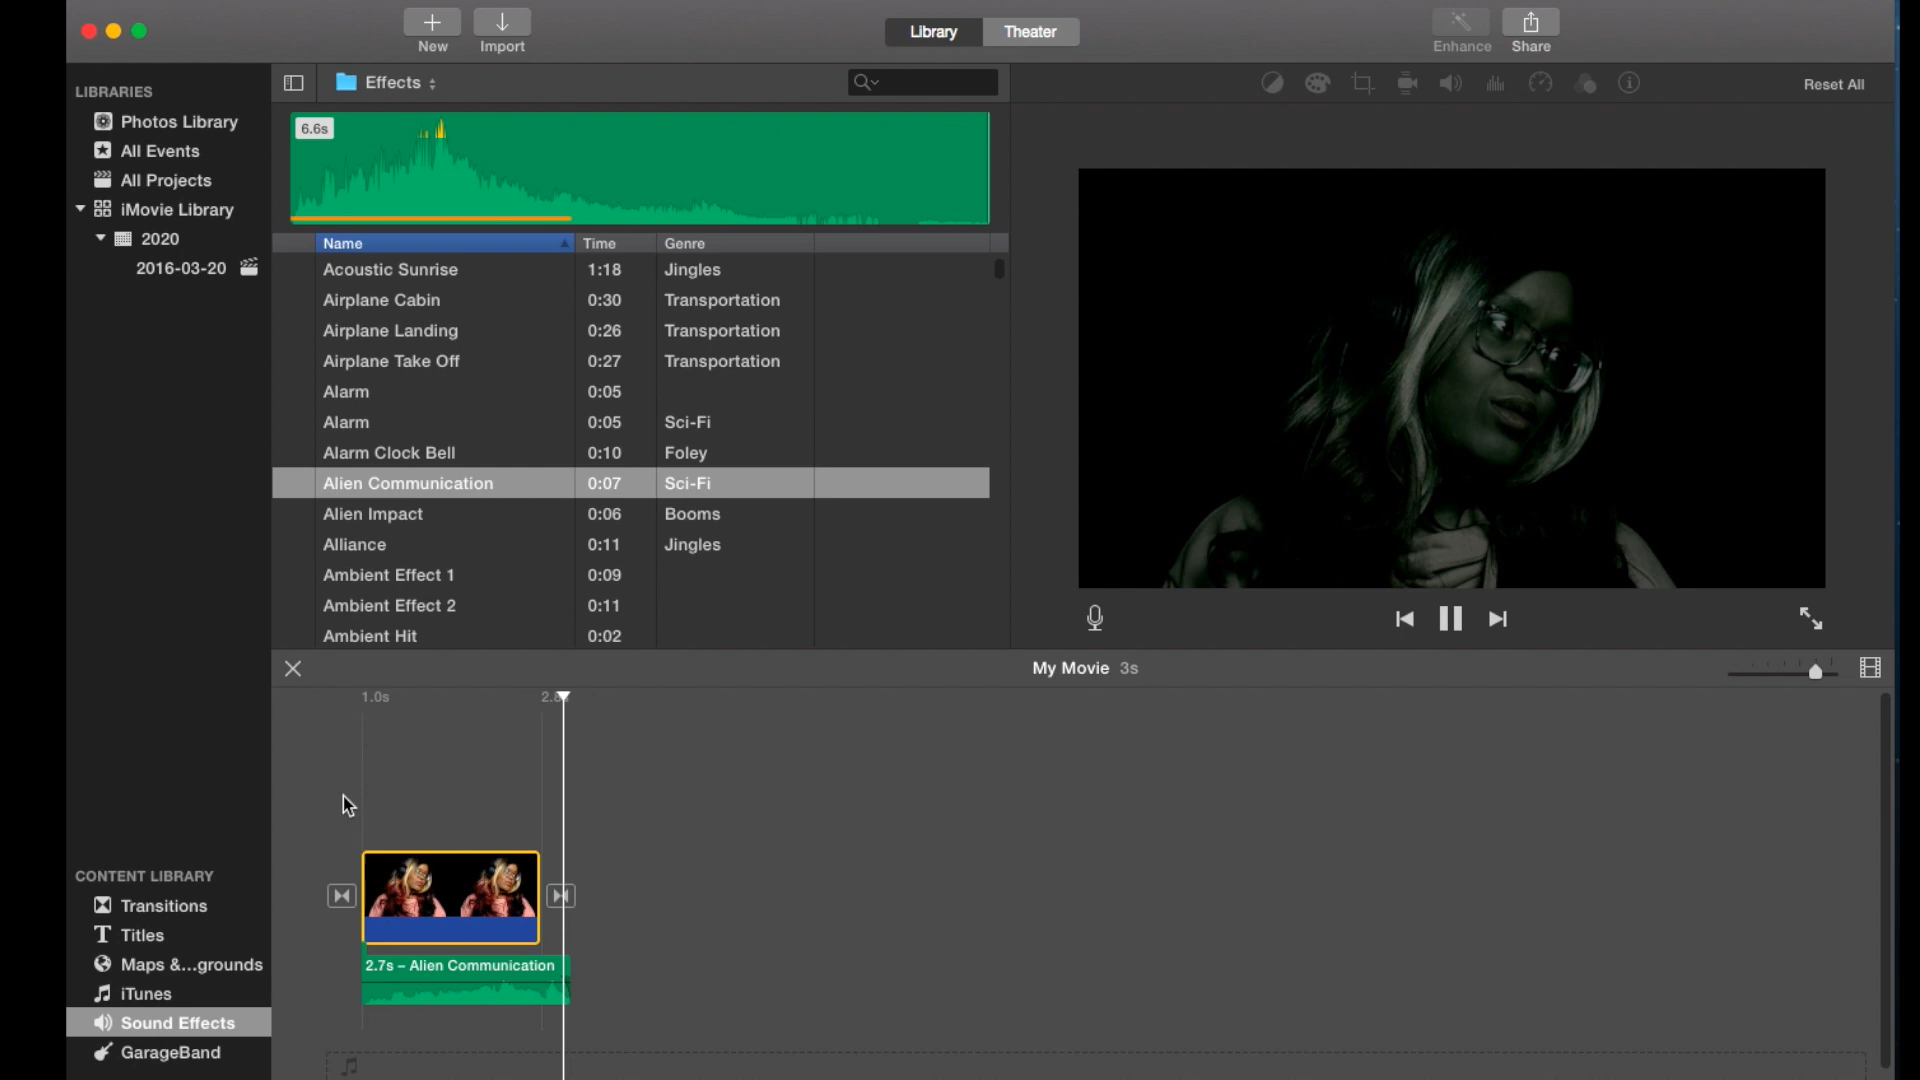 New
Import
Library
Theater
Enhance
Share
LIBRARIES
Photos Library
All Events
All Projects
iMovie Library
2020
2016-03-20
Effects
Reset All
6.6s
Name Time Genre
Acoustic Sunrise 1:18 Jingles
Airplane Cabin 0:30 Transportation
Airplane Landing 0:26 Transportation
Airplane Take Off 0:27 Transportation
Alarm 0:05
Alarm 0:05 Sci-Fi
Alarm Clock Bell 0:10 Foley
Alien Communication 0:07 Sci-Fi
Alien Impact 0:06 Booms
Alliance 0:11 Jingles
Ambient Effect 1 0:09
Ambient Effect 2 0:11
Ambient Hit 0:02
My Movie 3s
1.0s
2.7s – Alien Communication
CONTENT LIBRARY
Transitions
T Titles
Maps &...grounds
iTunes
Sound Effects
GarageBand